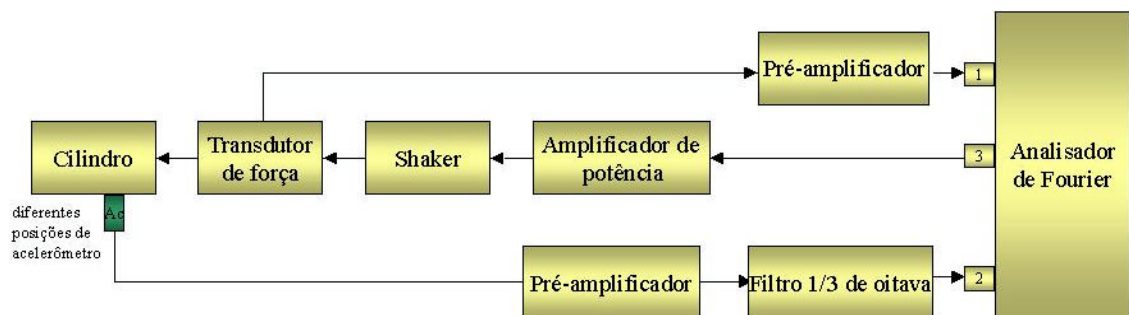 Pré-amplificador
1
Cilindro
Transdutor
de força
Shaker
Amplificador de
potência
3
Analisador
de Fourier
diferentes
posições de
acelerômetro
Ac
Pré-amplificador
Filtro 1/3 de oitava
2